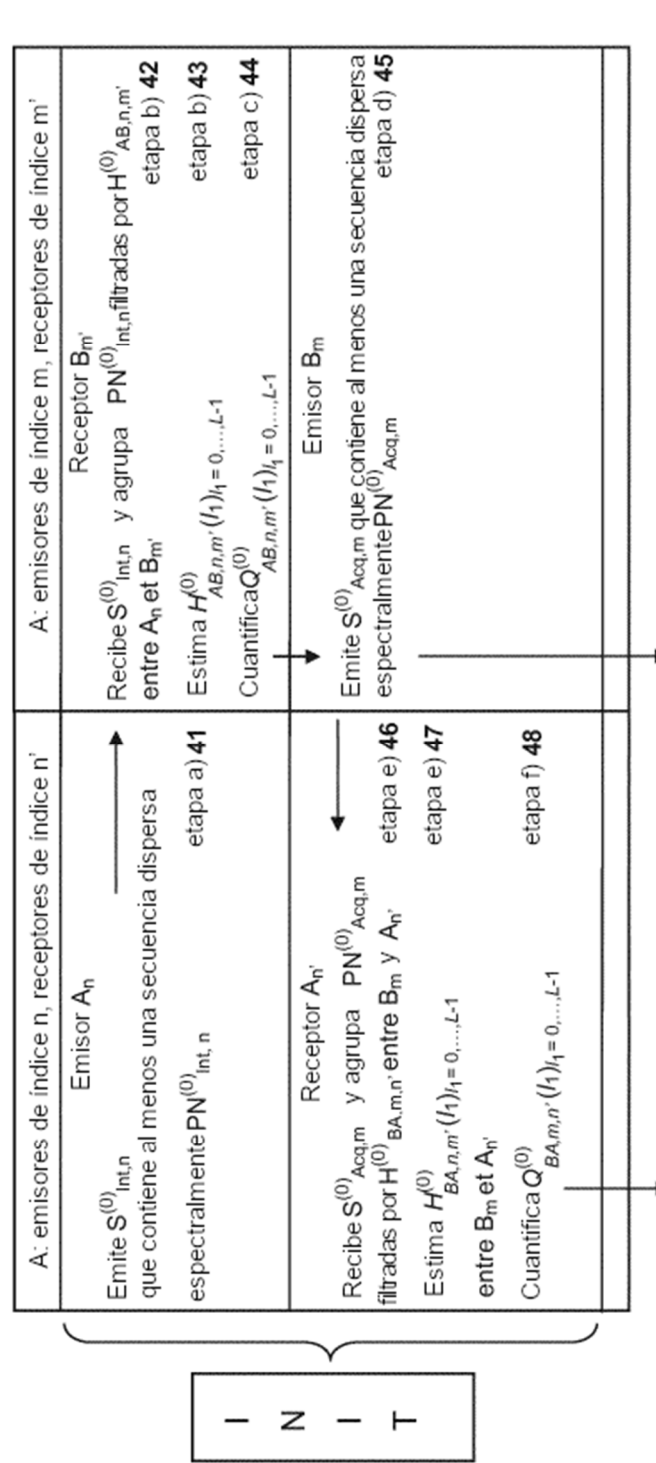 I
N
I
T
A: emisores de índice n, receptores de índice n'
Emisor Aₙ
Emite S⁽⁰⁾Int,n
que contiene al menos una secuencia dispersa
espectralmente PN⁽⁰⁾Int, n
etapa a) 41
A: emisores de índice m, receptores de índice m'
Receptor Bm'
Recibe S⁽⁰⁾Int,n y agrupa PN⁽⁰⁾Int,n filtradas por H⁽⁰⁾AB,n,m'
entre An et Bm'
etapa b) 42
Estima H⁽⁰⁾AB,n,m' (l1)l1 = 0,...,L-1
etapa b) 43
Cuantifica Q⁽⁰⁾AB,n,m' (l1)l1 = 0,...,L-1
etapa c) 44
Receptor An'
Recibe S⁽⁰⁾Acq,m y agrupa PN⁽⁰⁾Acq,m
filtradas por H⁽⁰⁾BA,m,n' entre Bm y An'
etapa e) 46
Estima H⁽⁰⁾BA,n,m' (l1)l1 = 0,...,L-1
etapa e) 47
entre Bm et An'
Cuantifica Q⁽⁰⁾BA,m,n' (l1)l1 = 0,...,L-1
etapa f) 48
Emisor Bm
Emite S⁽⁰⁾Acq,m que contiene al menos una secuencia dispersa
espectralmente PN⁽⁰⁾Acq,m
etapa d) 45